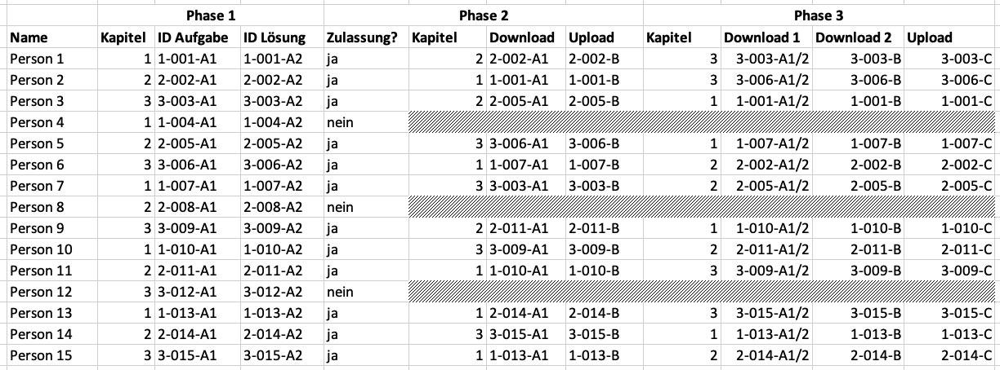 Phase 1 Phase 2 Phase 3
Name Kapitel ID Aufgabe ID Lösung Zulassung? Kapitel Download Upload Kapitel Download 1 Download 2 Upload
Person 1 1 1-001-A1 1-001-A2 ja 2 2-002-A1 2-002-B 3 3-003-A1/2 3-003-B 3-003-C
Person 2 2 2-002-A1 2-002-A2 ja 1 1-001-A1 1-001-B 3 3-006-A1/2 3-006-B 3-006-C
Person 3 3 3-003-A1 3-003-A2 ja 2 2-005-A1 2-005-B 1 1-001-A1/2 1-001-B 1-001-C
Person 4 1 1-004-A1 1-004-A2 nein
Person 5 2 2-005-A1 2-005-A2 ja 3 3-006-A1 3-006-B 1 1-007-A1/2 1-007-B 1-007-C
Person 6 3 3-006-A1 3-006-A2 ja 1 1-007-A1 1-007-B 2 2-002-A1/2 2-002-B 2-002-C
Person 7 1 1-007-A1 1-007-A2 ja 3 3-003-A1 3-003-B 2 2-005-A1/2 2-005-B 2-005-C
Person 8 2 2-008-A1 2-008-A2 nein
Person 9 3 3-009-A1 3-009-A2 ja 2 2-011-A1 2-011-B 1 1-010-A1/2 1-010-B 1-010-C
Person 10 1 1-010-A1 1-010-A2 ja 3 3-009-A1 3-009-B 2 2-011-A1/2 2-011-B 2-011-C
Person 11 2 2-011-A1 2-011-A2 ja 1 1-010-A1 1-010-B 3 3-009-A1/2 3-009-B 3-009-C
Person 12 3 3-012-A1 3-012-A2 nein
Person 13 1 1-013-A1 1-013-A2 ja 1 2-014-A1 2-014-B 3 3-015-A1/2 3-015-B 3-015-C
Person 14 2 2-014-A1 2-014-A2 ja 3 3-015-A1 3-015-B 1 1-013-A1/2 1-013-B 1-013-C
Person 15 3 3-015-A1 3-015-A2 ja 1 1-013-A1 1-013-B 2 2-014-A1/2 2-014-B 2-014-C